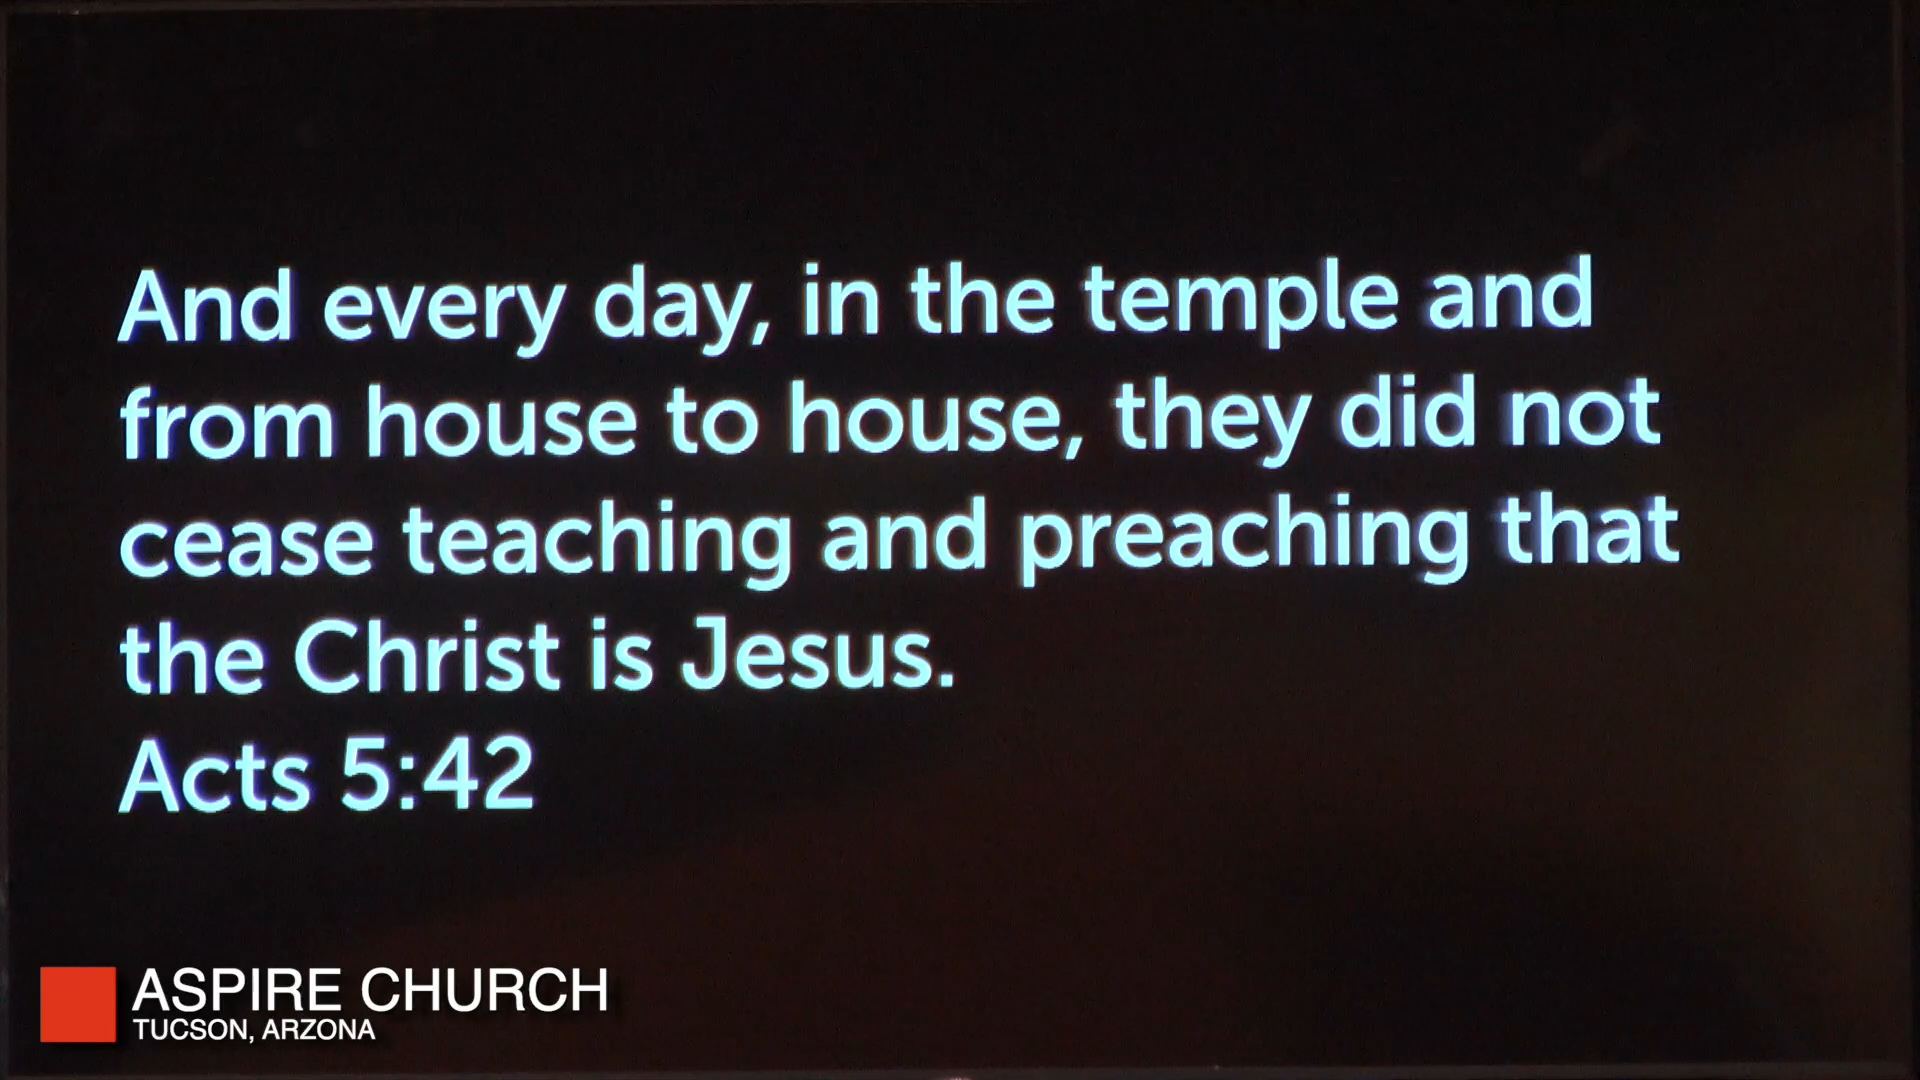 And every day, in the temple and
from house to house, they did not
cease teaching and preaching that
the Christ is Jesus.
Acts 5:42
ASPIRE CHURCH
TUCSON, ARZONA